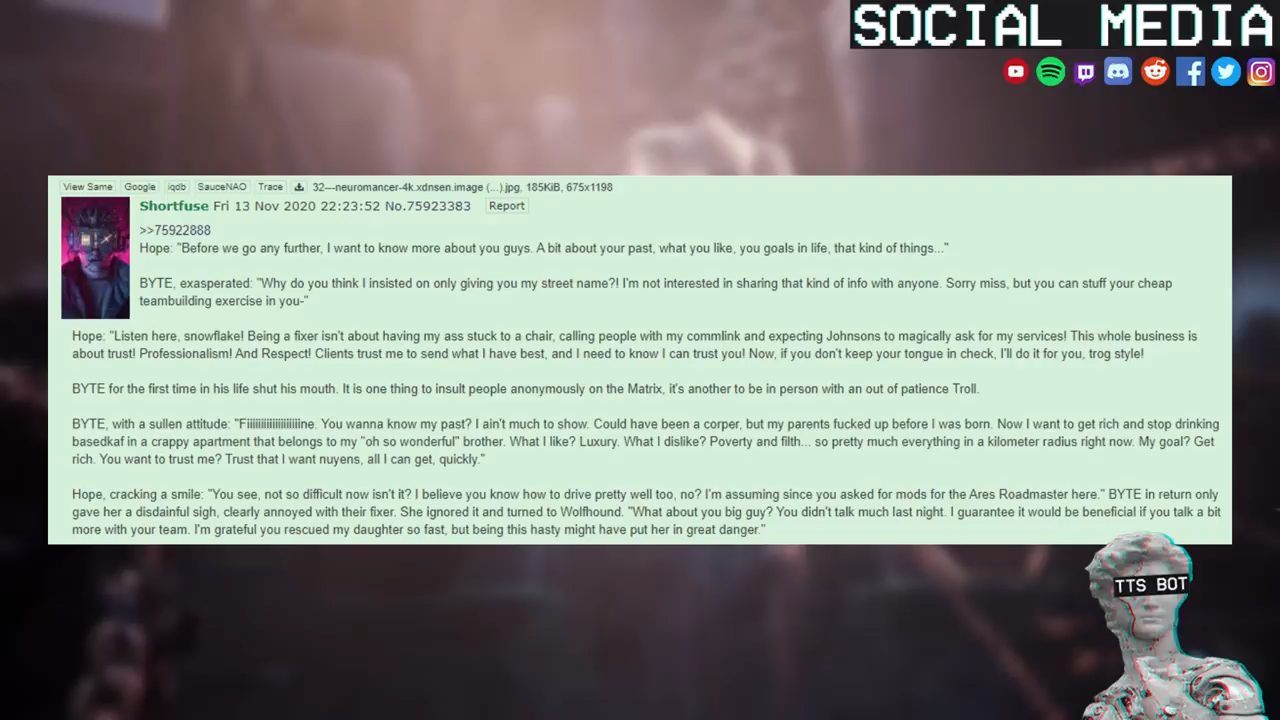 SOCIAL MEDIA
View Same Google iqdb SauceNAO Trace 32---neuromancer-4k.xdnsen.image (...).jpg, 185KiB, 675x1198
Shortfuse Fri 13 Nov 2020 22:23:52 No.75923383 Report
>>75922888
Hope: "Before we go any further, I want to know more about you guys. A bit about your past, what you like, you goals in life, that kind of things..."
BYTE, exasperated: "Why do you think I insisted on only giving you my street name?! I'm not interested in sharing that kind of info with anyone. Sorry miss, but you can stuff your cheap
teambuilding exercise in you-"
Hope: "Listen here, snowflake! Being a fixer isn't about having my ass stuck to a chair, calling people with my commlink and expecting Johnsons to magically ask for my services! This whole business is
about trust! Professionalism! And Respect! Clients trust me to send what I have best, and I need to know I can trust you! Now, if you don't keep your tongue in check, I'll do it for you, trog style!
BYTE for the first time in his life shut his mouth. It is one thing to insult people anonymously on the Matrix, it's another to be in person with an out of patience Troll.
BYTE, with a sullen attitude: "Fiiiiiiiiiiiiiiiiiiiine. You wanna know my past? I ain't much to show. Could have been a corper, but my parents fucked up before I was born. Now I want to get rich and stop drinking
basedkaf in a crappy apartment that belongs to my "oh so wonderful" brother. What I like? Luxury. What I dislike? Poverty and filth... so pretty much everything in a kilometer radius right now. My goal? Get
rich. You want to trust me? Trust that I want nuyens, all I can get, quickly."
Hope, cracking a smile: "You see, not so difficult now isn't it? I believe you know how to drive pretty well too, no? I'm assuming since you asked for mods for the Ares Roadmaster here." BYTE in return only
gave her a disdainful sigh, clearly annoyed with their fixer. She ignored it and turned to Wolfhound. "What about you big guy? You didn't talk much last night. I guarantee it would be beneficial if you talk a bit
more with your team. I'm grateful you rescued my daughter so fast, but being this hasty might have put her in great danger."
TTS BOT